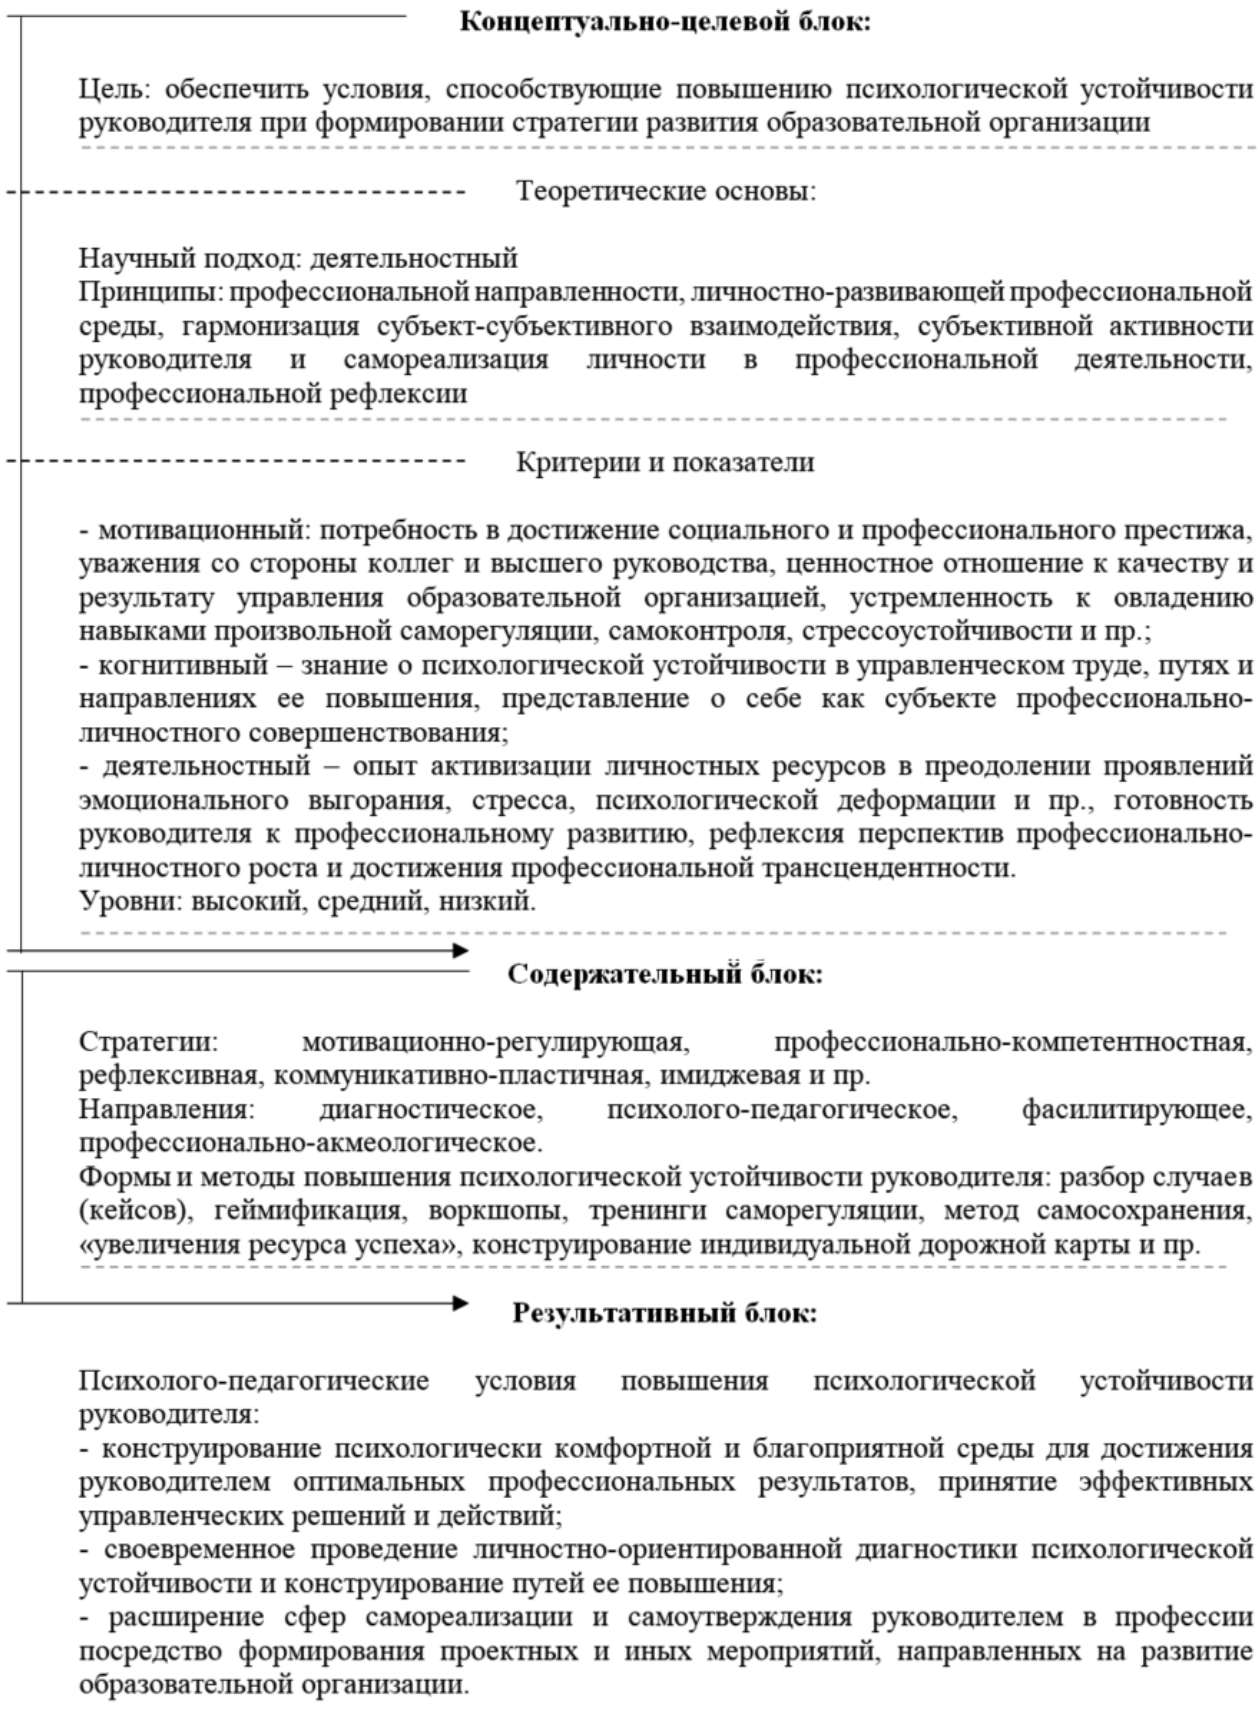 Концептуально-целевой блок:
Цель: обеспечить условия, способствующие повышению психологической устойчивости
руководителя при формировании стратегии развития образовательной организации
Теоретические основы:
Научный подход: деятельностный
Принципы: профессиональной направленности, личностно-развивающей профессиональной
среды, гармонизация субъект-субъективного взаимодействия, субъективной активности
руководителя и самореализация личности в профессиональной деятельности,
профессиональной рефлексии
Критерии и показатели
- мотивационный: потребность в достижение социального и профессионального престижа,
уважения со стороны коллег и высшего руководства, ценностное отношение к качеству и
результату управления образовательной организацией, устремленность к овладению
навыками произвольной саморегуляции, самоконтроля, стрессоустойчивости и пр.;
- когнитивный – знание о психологической устойчивости в управленческом труде, путях и
направлениях ее повышения, представление о себе как субъекте профессионально-
личностного совершенствования;
- деятельностный – опыт активизации личностных ресурсов в преодолении проявлений
эмоционального выгорания, стресса, психологической деформации и пр., готовность
руководителя к профессиональному развитию, рефлексия перспектив профессионально-
личностного роста и достижения профессиональной трансцендентности.
Уровни: высокий, средний, низкий.
Содержательный блок:
Стратегии: мотивационно-регулирующая, профессионально-компетентностная,
рефлексивная, коммуникативно-пластичная, имиджевая и пр.
Направления: диагностическое, психолого-педагогическое, фасилитирующее,
профессионально-акмеологическое.
Формы и методы повышения психологической устойчивости руководителя: разбор случаев
(кейсов), геймификация, воркшопы, тренинги саморегуляции, метод самосохранения,
«увеличения ресурса успеха», конструирование индивидуальной дорожной карты и пр.
Результативный блок:
Психолого-педагогические условия повышения психологической устойчивости
руководителя:
- конструирование психологически комфортной и благоприятной среды для достижения
руководителем оптимальных профессиональных результатов, принятие эффективных
управленческих решений и действий;
- своевременное проведение личностно-ориентированной диагностики психологической
устойчивости и конструирование путей ее повышения;
- расширение сфер самореализации и самоутверждения руководителем в профессии
посредство формирования проектных и иных мероприятий, направленных на развитие
образовательной организации.